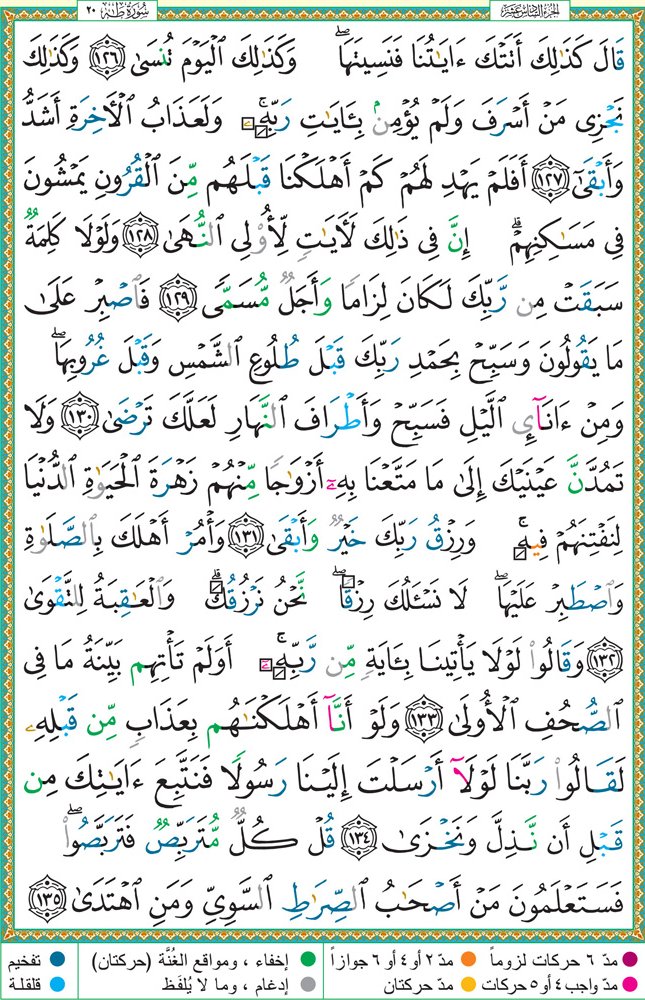 الجزء السادس عشر
سورة طه ٢٠
قَالَ كَذَٰلِكَ أَتَتْكَ ءَايَٰتُنَا فَنَسِيتَهَا ۖ وَكَذَٰلِكَ ٱلْيَوْمَ تُنسَىٰ ١٢٦ وَكَذَٰلِكَ
نَجْزِى مَنْ أَسْرَفَ وَلَمْ يُؤْمِنۢ بِـَٔايَٰتِ رَبِّهِۦ ۚ وَلَعَذَابُ ٱلْأَخِرَةِ أَشَدُّ
وَأَبْقَىٰٓ ١٢٧ أَفَلَمْ يَهْدِ لَهُمْ كَمْ أَهْلَكْنَا قَبْلَهُم مِّنَ ٱلْقُرُونِ يَمْشُونَ
فِى مَسَٰكِنِهِمْ ۗ إِنَّ فِى ذَٰلِكَ لَأَيَٰتٍ لِّأُو۟لِى ٱلنُّهَىٰ ١٢٨ وَلَوْلَا كَلِمَةٌ
سَبَقَتْ مِن رَّبِّكَ لَكَانَ لِزَامًا وَأَجَلٌ مُّسَمًّى ١٢٩ فَٱصْبِرْ عَلَىٰ
مَا يَقُولُونَ وَسَبِّحْ بِحَمْدِ رَبِّكَ قَبْلَ طُلُوعِ ٱلشَّمْسِ وَقَبْلَ غُرُوبِهَا ۖ
وَمِنْ ءَانَآئِ ٱلَّيْلِ فَسَبِّحْ وَأَطْرَافَ ٱلنَّهَارِ لَعَلَّكَ تَرْضَىٰ ١٣٠ وَلَا
تَمُدَّنَّ عَيْنَيْكَ إِلَىٰ مَا مَتَّعْنَا بِهِۦٓ أَزْوَٰجًا مِّنْهُمْ زَهْرَةَ ٱلْحَيَوٰةِ ٱلدُّنْيَا
لِنَفْتِنَهُمْ فِيهِ ۚ وَرِزْقُ رَبِّكَ خَيْرٌ وَأَبْقَىٰ ١٣١ وَأْمُرْ أَهْلَكَ بِٱلصَّلَوٰةِ
وَٱصْطَبِرْ عَلَيْهَا ۖ لَا نَسْـَٔلُكَ رِزْقًا ۖ نَّحْنُ نَرْزُقُكَ ۗ وَٱلْعَٰقِبَةُ لِلتَّقْوَىٰ
١٣٢ وَقَالُوا۟ لَوْلَا يَأْتِينَا بِـَٔايَةٍ مِّن رَّبِّهِۦٓ ۚ أَوَلَمْ تَأْتِهِم بَيِّنَةُ مَا فِى
ٱلصُّحُفِ ٱلْأُولَىٰ ١٣٣ وَلَوْ أَنَّآ أَهْلَكْنَٰهُم بِعَذَابٍ مِّن قَبْلِهِۦ
لَقَالُوا۟ رَبَّنَا لَوْلَآ أَرْسَلْتَ إِلَيْنَا رَسُولًا فَنَتَّبِعَ ءَايَٰتِكَ مِن
قَبْلِ أَن نَّذِلَّ وَنَخْزَىٰ ١٣٤ قُلْ كُلٌّ مُّتَرَبِّصٌ فَتَرَبَّصُوا۟ ۖ
فَسَتَعْلَمُونَ مَنْ أَصْحَٰبُ ٱلصِّرَٰطِ ٱلسَّوِىِّ وَمَنِ ٱهْتَدَىٰ ١٣٥
مدّ ٦ حركات لزوماً مدّ ٢ أو ٤ أو ٦ جوازاً إخفاء ، ومواقع الغُنَّة (حركتان) تفخيم
مدّ واجب ٤ أو ٥ حركات مدّ حركتان إدغام ، وما لا يُلفَظ قلقلة